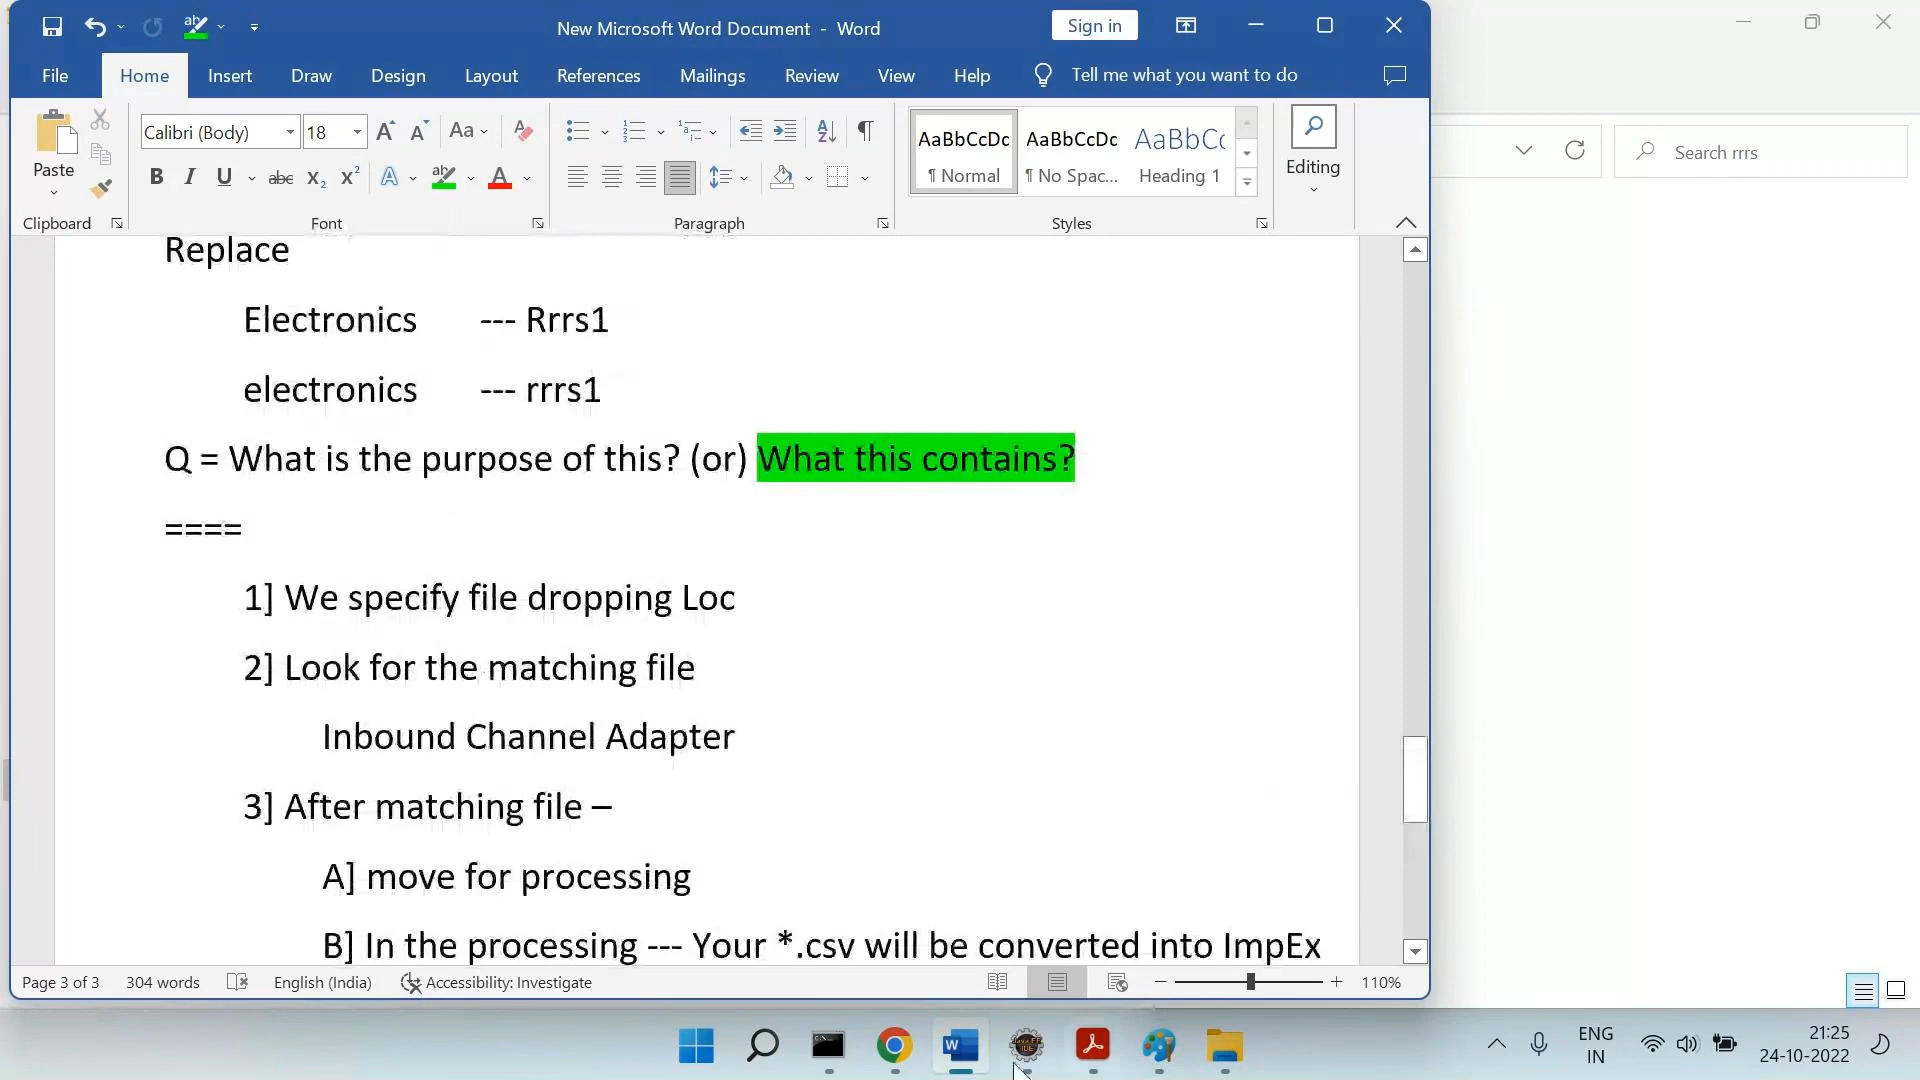 New Microsoft Word Document - Word
Sign in
File Home Insert Draw Design Layout References Mailings Review View Help Tell me what you want to do
Paste
Calibri (Body) 18
Aa
AaBbCcDc AaBbCcDc AaBbCc
¶ Normal ¶ No Spac... Heading 1
Editing
Clipboard Font Paragraph Styles
Search rrrs
Replace
Electronics --- Rrrs1
electronics --- rrrs1
Q = What is the purpose of this? (or) What this contains?
====
1] We specify file dropping Loc
2] Look for the matching file
Inbound Channel Adapter
3] After matching file –
A] move for processing
B] In the processing --- Your *.csv will be converted into ImpEx
Page 3 of 3 304 words English (India) Accessibility: Investigate 110%
ENG
IN
21:25
24-10-2022